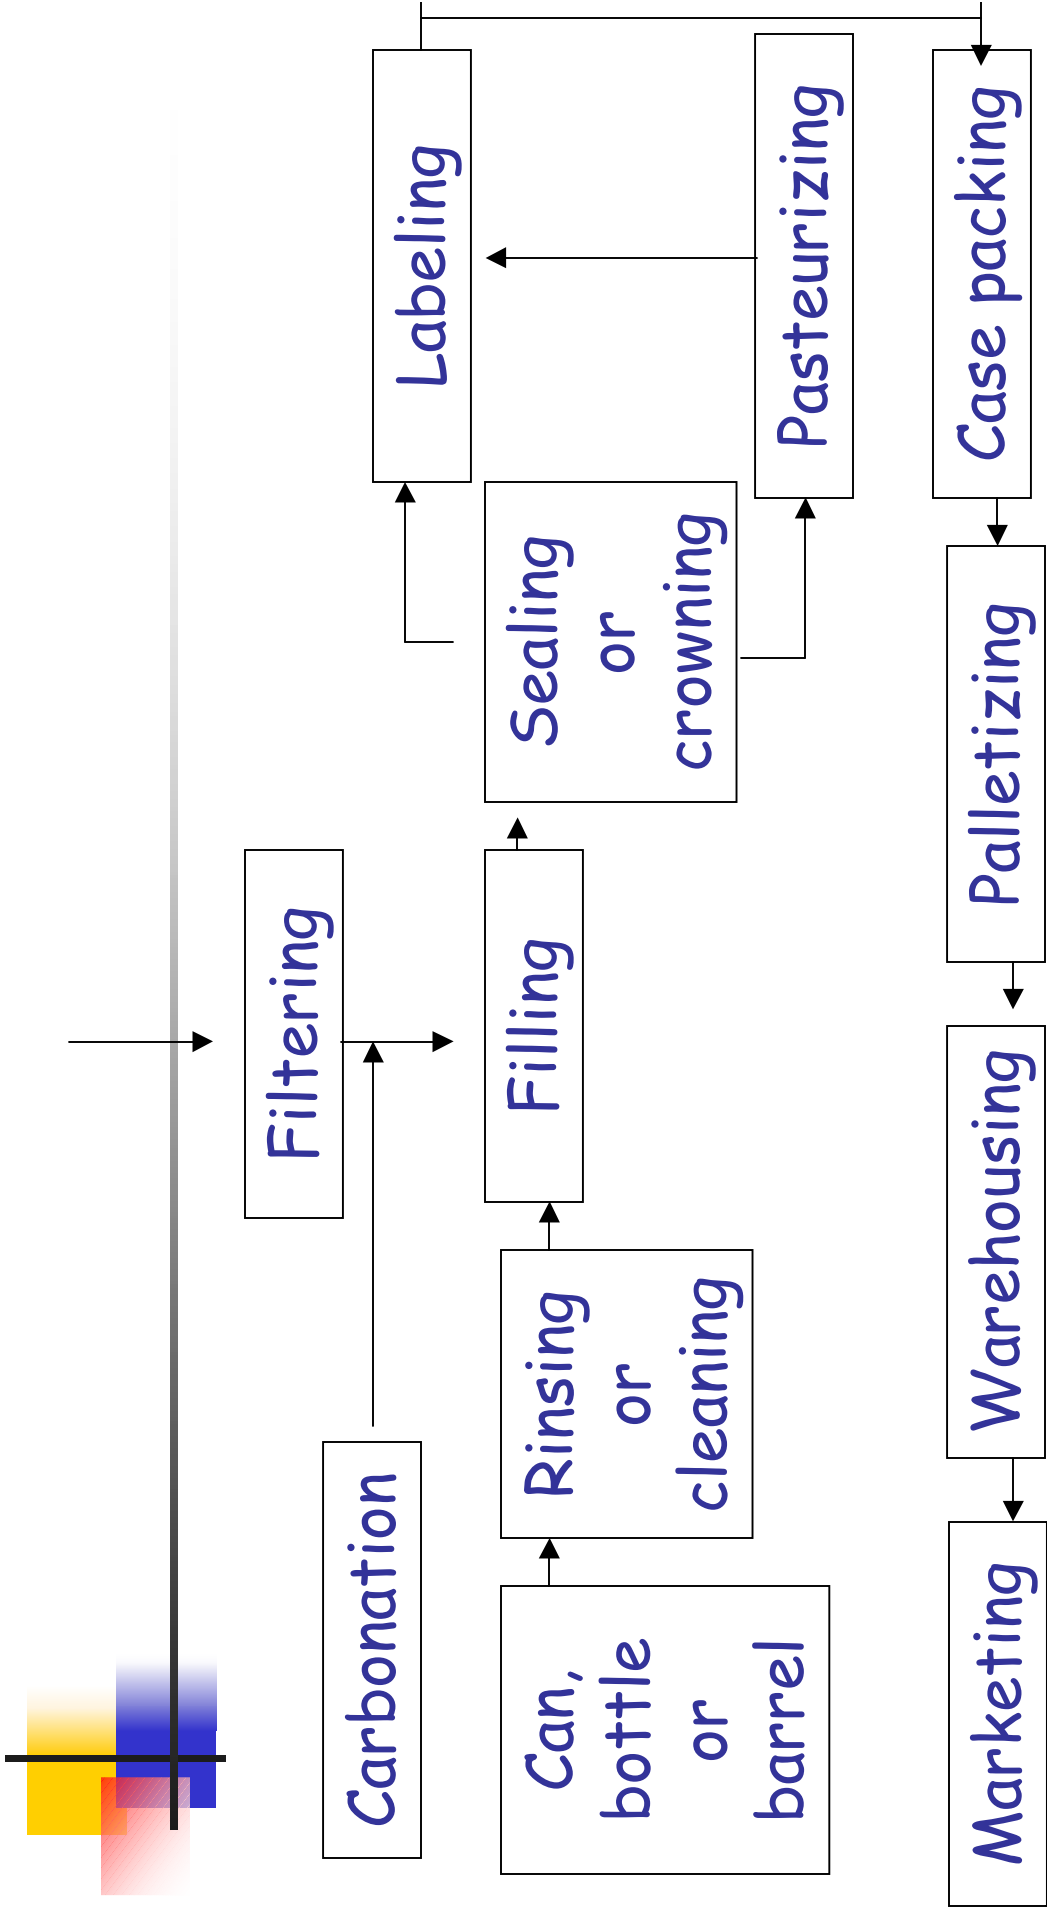 Filtering
Carbonation
Can,
bottle
or
barrel
Rinsing
or
cleaning
Filling
Sealing
or
crowning
Labeling
Pasteurizing
Marketing
Warehousing
Palletizing
Case packing